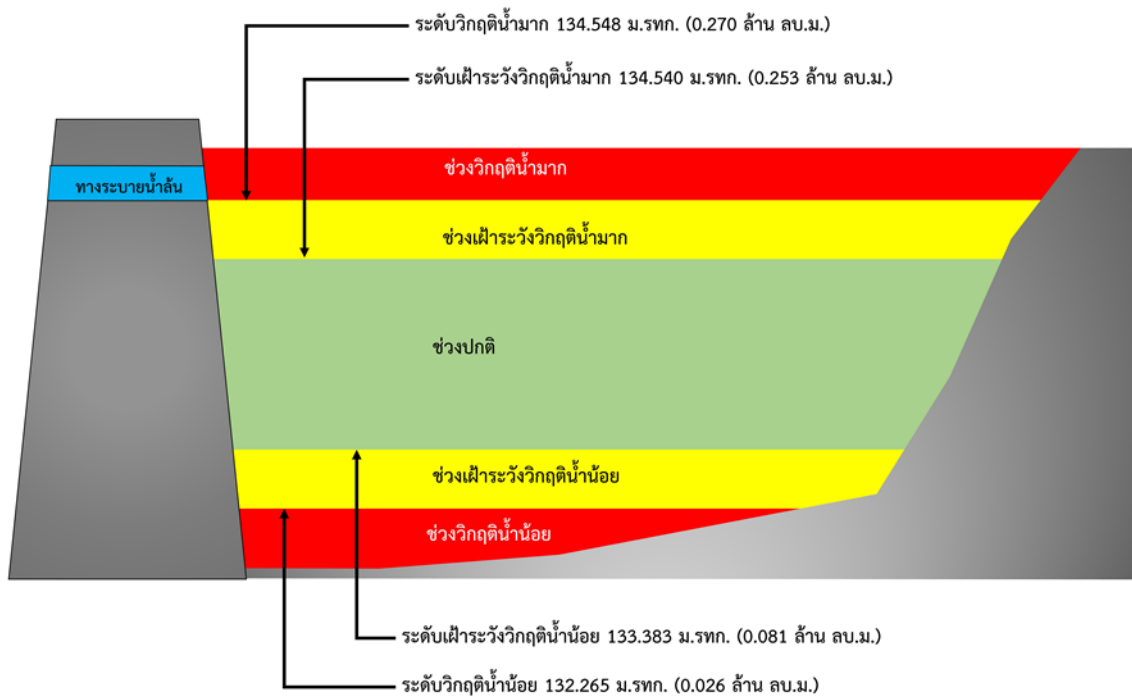 ระดับวิกฤติน้ำมาก 134.548 ม.รทก. (0.270 ล้าน ลบ.ม.)
ระดับเฝ้าระวังวิกฤติน้ำมาก 134.540 ม.รทก. (0.253 ล้าน ลบ.ม.)
ช่วงวิกฤติน้ำมาก
ทางระบายน้ำล้น
ช่วงเฝ้าระวังวิกฤติน้ำมาก
ช่วงปกติ
ช่วงเฝ้าระวังวิกฤติน้ำน้อย
ช่วงวิกฤติน้ำน้อย
ระดับเฝ้าระวังวิกฤติน้ำน้อย 133.383 ม.รทก. (0.081 ล้าน ลบ.ม.)
ระดับวิกฤติน้ำน้อย 132.265 ม.รทก. (0.026 ล้าน ลบ.ม.)